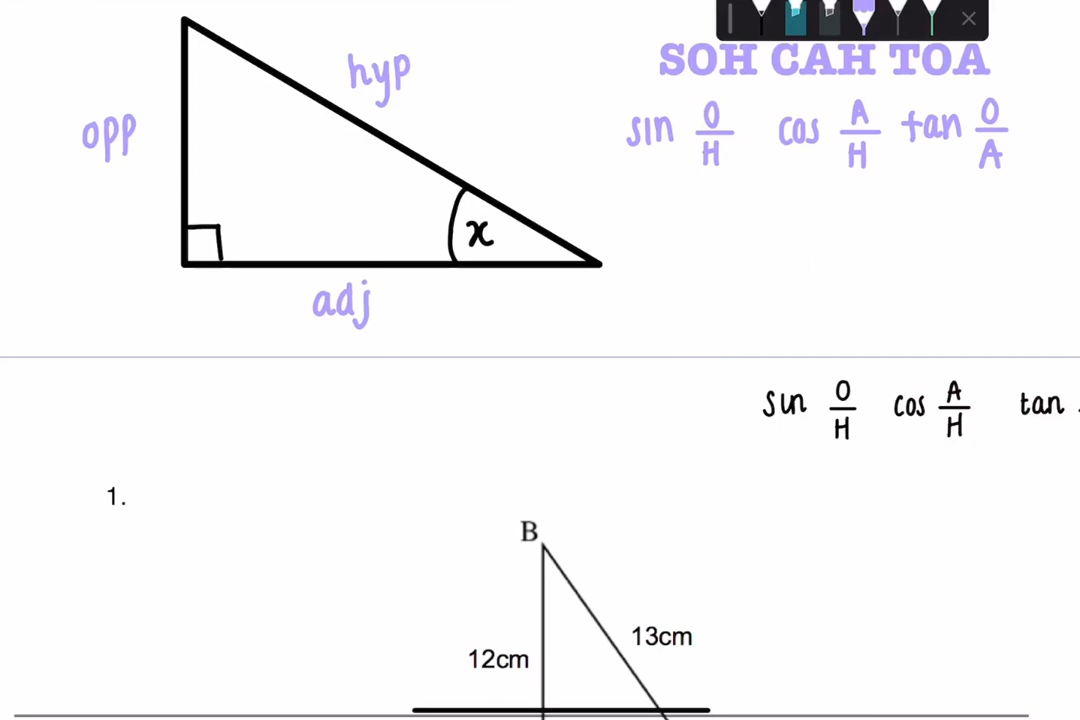 hyp
opp
x
adj
SOH CAH TOA
sin O/H cos A/H tan O/A
sin O/H cos A/H tan
1.
B
13cm
12cm